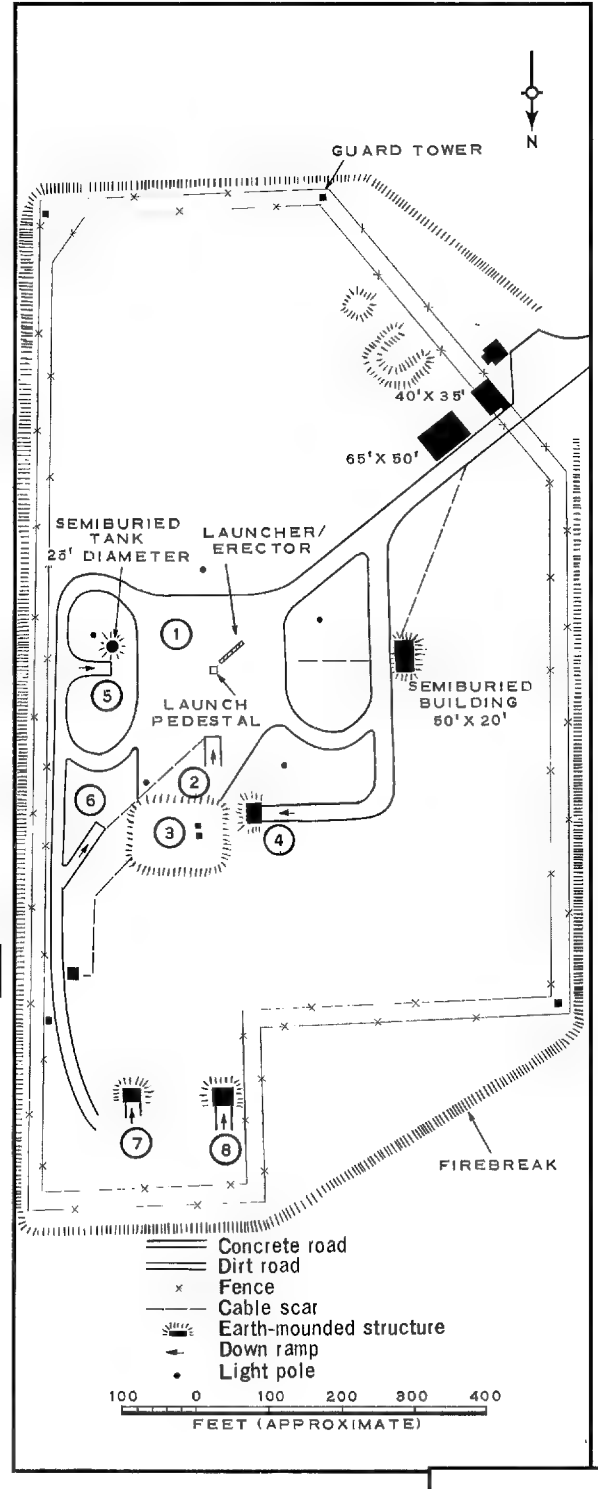 N
GUARD TOWER
40' X 35'
65' X 50'
SEMIBURIED
TANK
25' DIAMETER
LAUNCHER/
ERECTOR
1
5
LAUNCH
PEDESTAL
SEMIBURIED
BUILDING
50' X 20'
2
6
3
4
7
8
FIREBREAK
Concrete road
Dirt road
Fence
Cable scar
Earth-mounded structure
Down ramp
Light pole
100 0 100 200 300 400
FEET (APPROXIMATE)